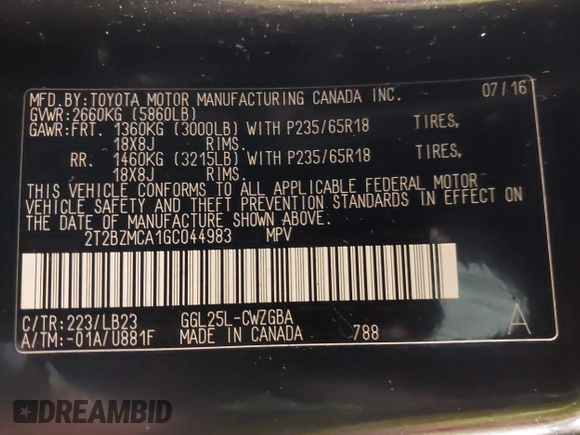 MFD.BY:TOYOTA MOTOR MANUFACTURING CANADA INC. 07/16
GVWR:2660KG (5860LB)
GAWR:FRT. 1360KG (3000LB) WITH P235/65R18 TIRES,
18X8J RIMS.
RR. 1460KG (3215LB) WITH P235/65R18 TIRES,
18X8J RIMS.
THIS VEHICLE CONFORMS TO ALL APPLICABLE FEDERAL MOTOR
VEHICLE SAFETY AND THEFT PREVENTION STANDARDS IN EFFECT ON
THE DATE OF MANUFACTURE SHOWN ABOVE.
2T2BZMCA1GC044983 MPV
C/TR:223/LB23 GGL25L-CWZGBA A
A/TM:-01A/U881F MADE IN CANADA 788
DREAMBID